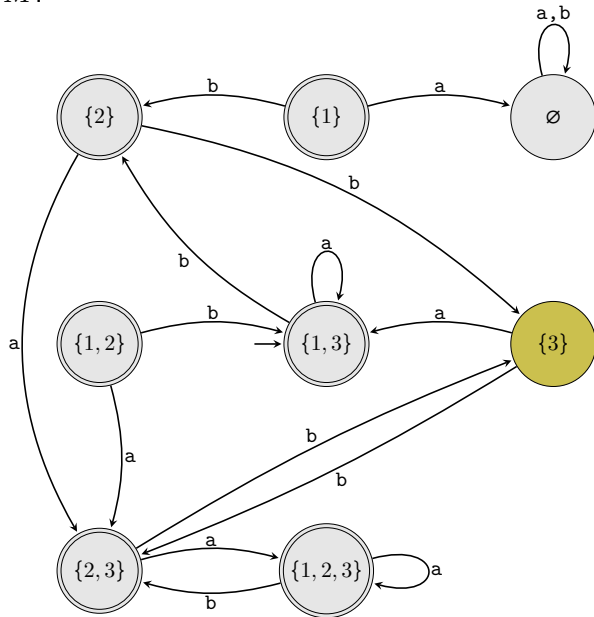 a,b
b
a
{2}
{1}
∅
b
a
b
b
a
a
{1, 2}
{1, 3}
{3}
b
a
b
a
{2, 3}
{1, 2, 3}
a
b